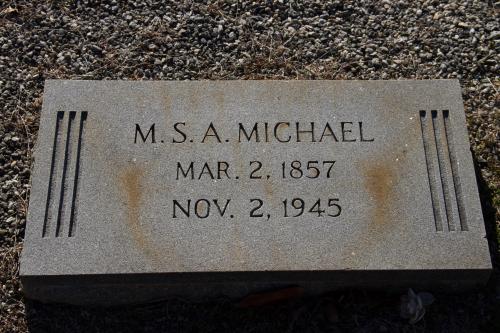 M. S. A. MICHAEL
MAR. 2, 1857
NOV. 2, 1945